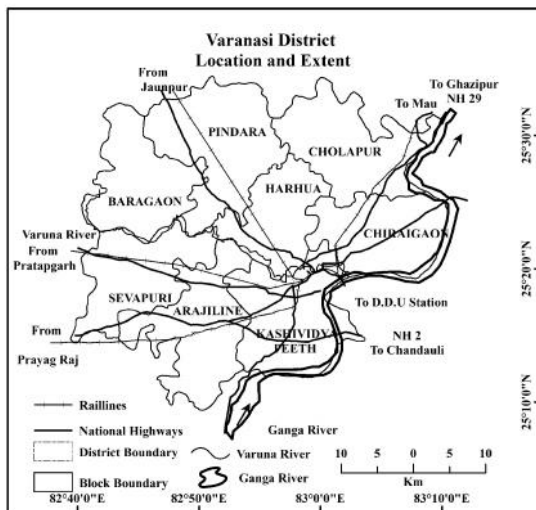 Varanasi District
Location and Extent
From
Jaunpur
To Ghazipur
NH 29
To Mau
PINDARA
CHOLAPUR
HARHUA
BARAGAON
CHIRAIGAON
Varuna River
From
Pratapgarh
SEVAPURI
ARAJILINE
To D.D.U Station
KASHIVIDYA
PEETH
From
Prayag Raj
NH 2
To Chandauli
25°30'0"N
25°20'0"N
25°10'0"N
Raillines
National Highways
District Boundary
Block Boundary
Ganga River
Varuna River
Ganga River
10 0 10
Km
82°40'0"E 82°50'0"E 83°0'0"E 83°10'0"E